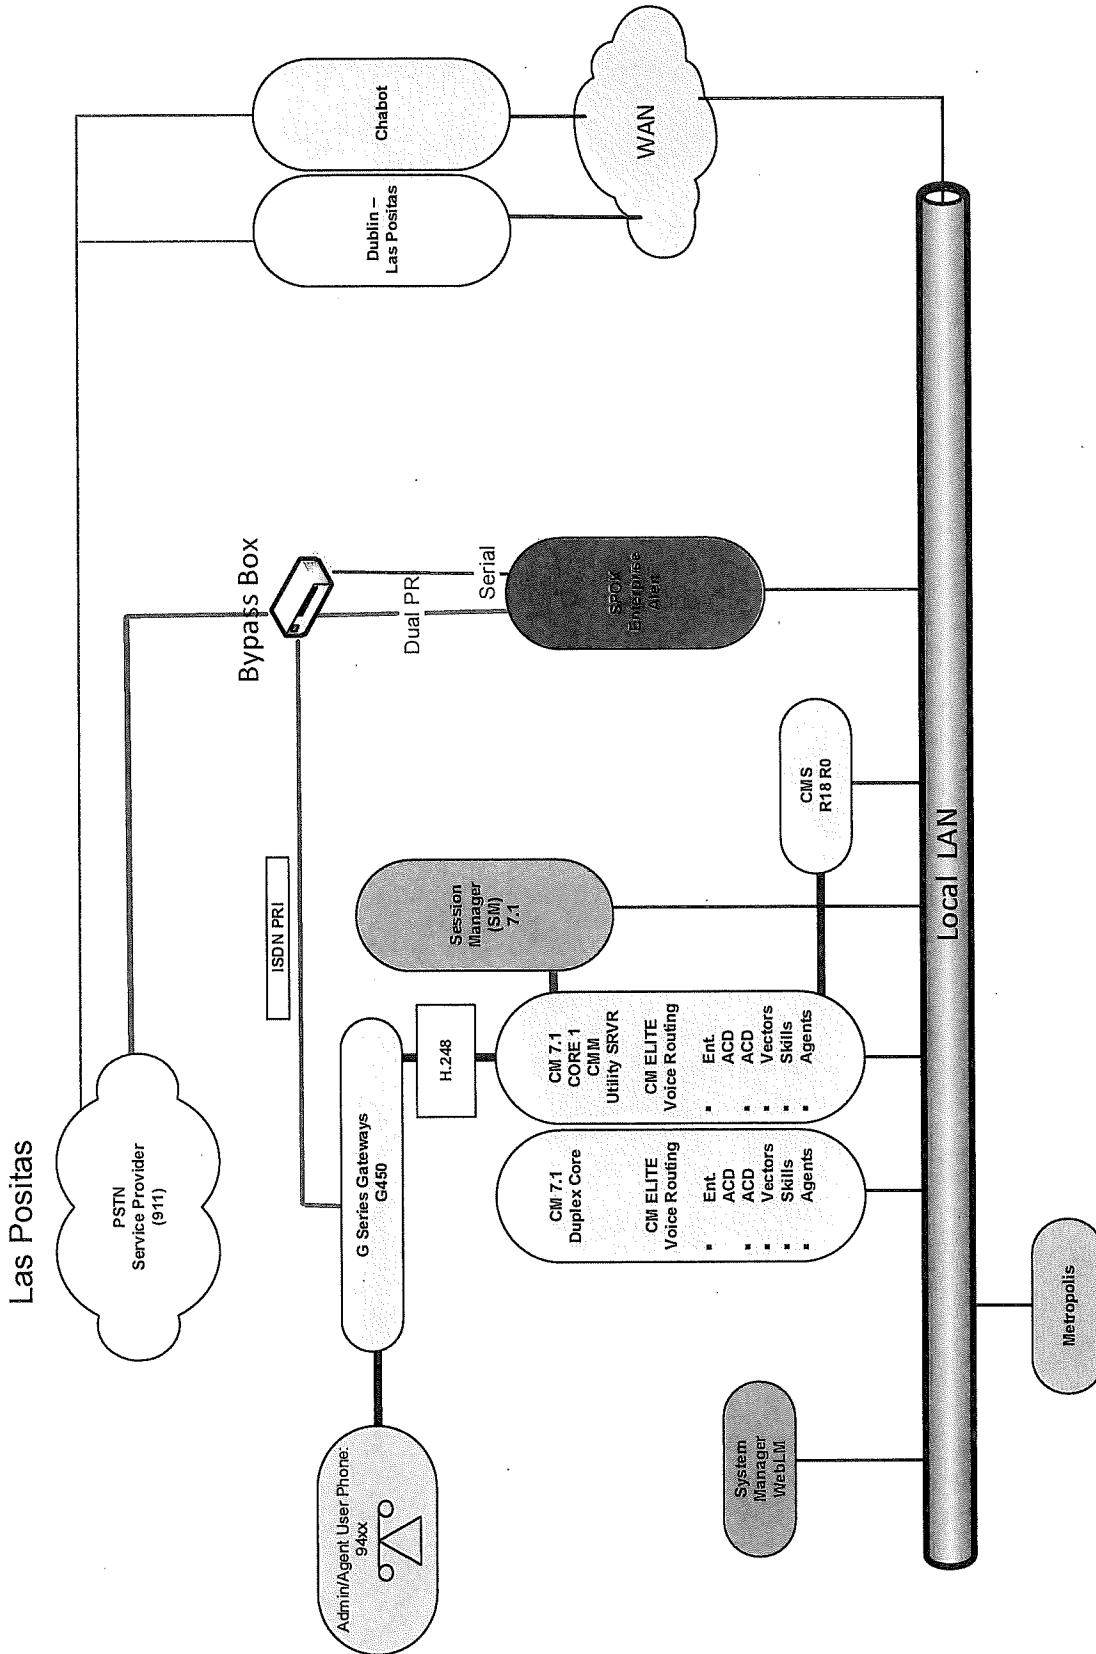 Las Positas
PSTN
Service Provider
(911)
Bypass Box
ISDN PRI
Dual PR
Serial
Dublin –
Las Positas
Chabot
WAN
Admin/Agent User Phone:
94xx
G Series Gateways
G450
H.248
Session
Manager
(SM)
7.1
SPOK
Enterprise
Alert
CM 7.1
Duplex Core
CM ELITE
Voice Routing
▪ Ent.
ACD
▪ ACD
▪ Vectors
▪ Skills
▪ Agents
CM 7.1
CORE 1
CMM
Utility SRVR
CM ELITE
Voice Routing
▪ Ent.
ACD
▪ ACD
▪ Vectors
▪ Skills
▪ Agents
CMS
R18 R0
System
Manager
WebLM
Local LAN
Metropolis